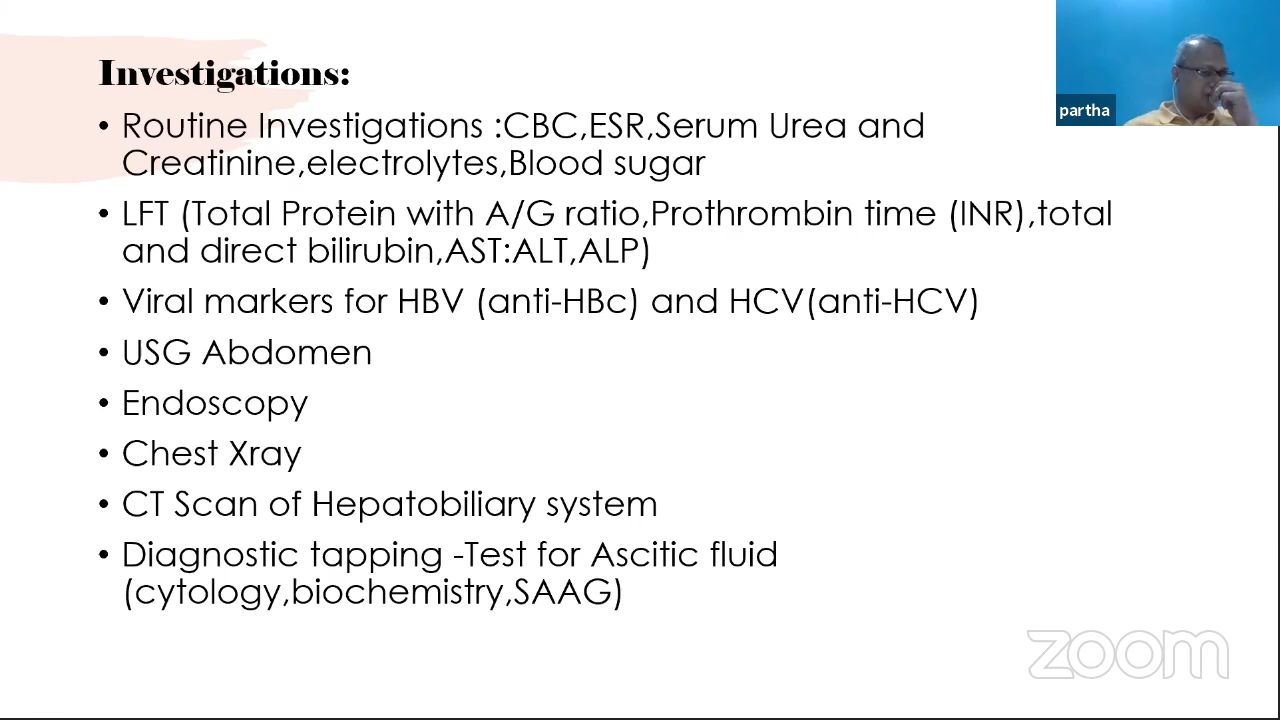 Investigations:
• Routine Investigations :CBC,ESR,Serum Urea and
Creatinine,electrolytes,Blood sugar
• LFT (Total Protein with A/G ratio,Prothrombin time (INR),total
and direct bilirubin,AST:ALT,ALP)
• Viral markers for HBV (anti-HBc) and HCV(anti-HCV)
• USG Abdomen
• Endoscopy
• Chest Xray
• CT Scan of Hepatobiliary system
• Diagnostic tapping -Test for Ascitic fluid
(cytology,biochemistry,SAAG)
partha
zoom